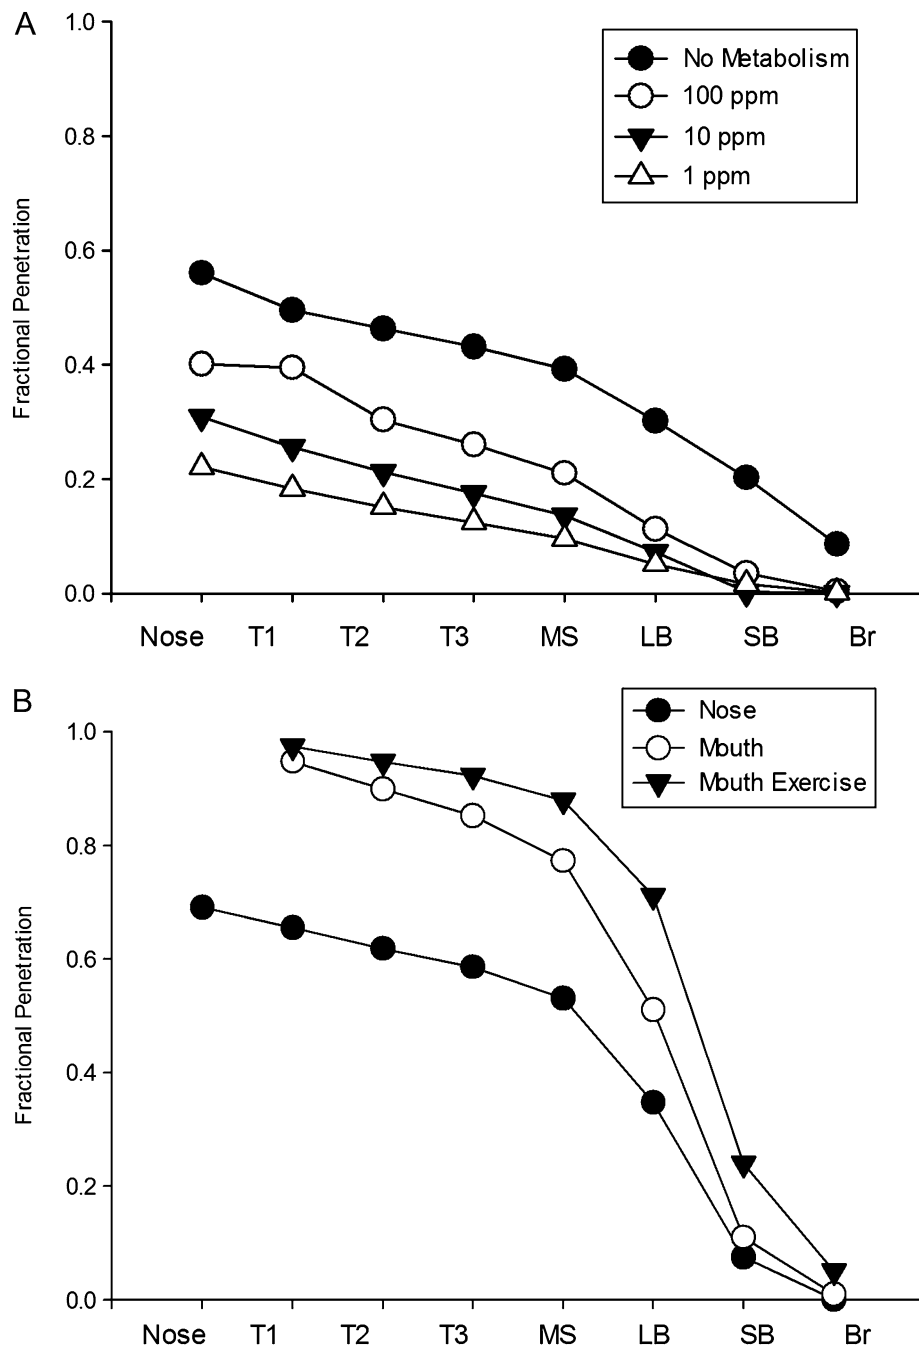 A
No Metabolism
100 ppm
10 ppm
1 ppm
1.0
0.8
0.6
0.4
0.2
0.0
Fractional Penetration
Nose T1 T2 T3 MS LB SB Br
B
Nose
Mouth
Mouth Exercise
1.0
0.8
0.6
0.4
0.2
0.0
Fractional Penetration
Nose T1 T2 T3 MS LB SB Br